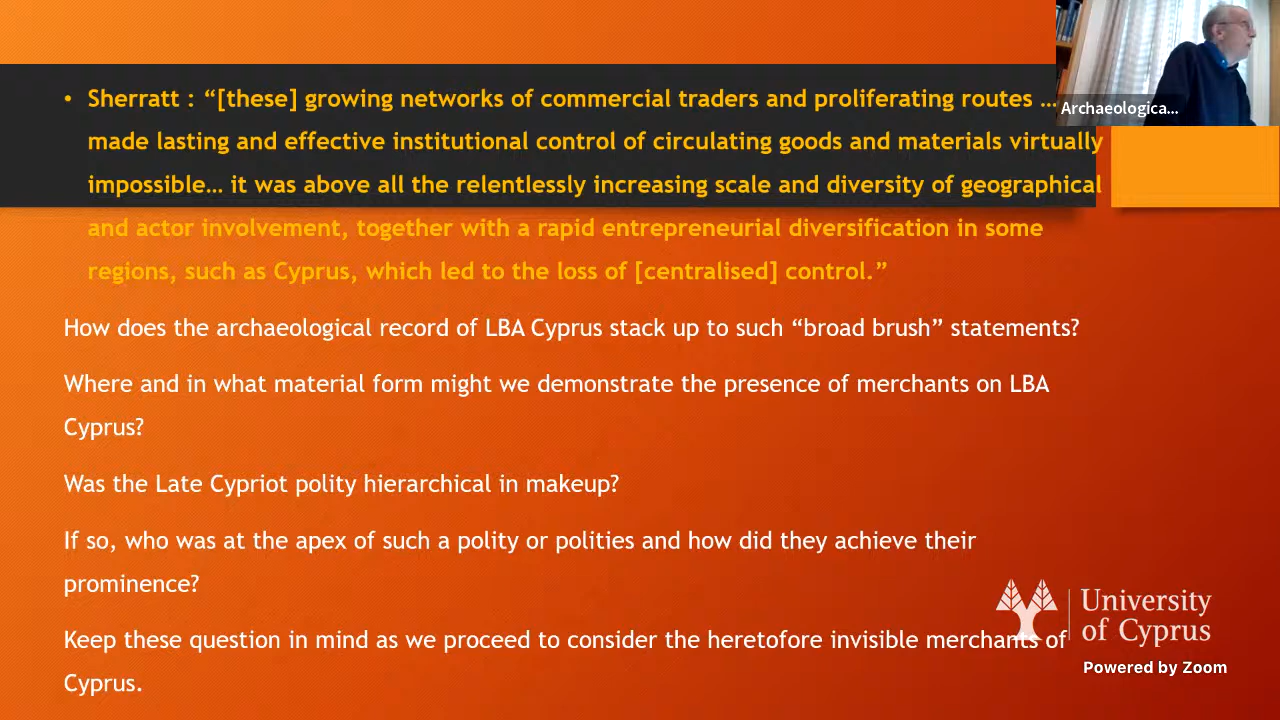 • Sherratt : “[these] growing networks of commercial traders and proliferating routes …
made lasting and effective institutional control of circulating goods and materials virtually
impossible… it was above all the relentlessly increasing scale and diversity of geographical
and actor involvement, together with a rapid entrepreneurial diversification in some
regions, such as Cyprus, which led to the loss of [centralised] control.”
How does the archaeological record of LBA Cyprus stack up to such “broad brush” statements?
Where and in what material form might we demonstrate the presence of merchants on LBA
Cyprus?
Was the Late Cypriot polity hierarchical in makeup?
If so, who was at the apex of such a polity or polities and how did they achieve their
prominence?
Keep these question in mind as we proceed to consider the heretofore invisible merchants of
Cyprus.
Archaeologica...
University
of Cyprus
Powered by Zoom